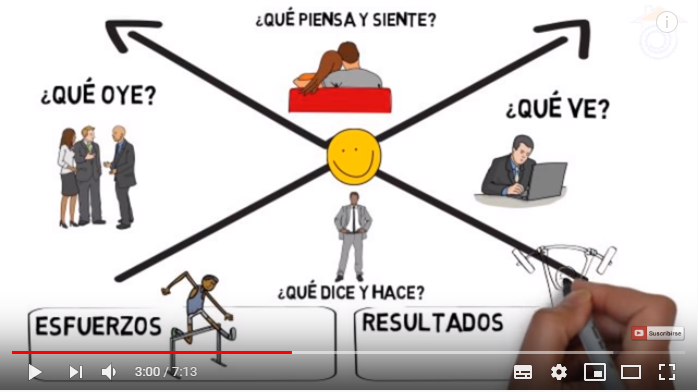 ¿QUÉ PIENSA Y SIENTE?
¿QUÉ OYE?
¿QUÉ VE?
¿QUÉ DICE Y HACE?
ESFUERZOS
RESULTADOS
Suscribirse
3:00 / 7:13